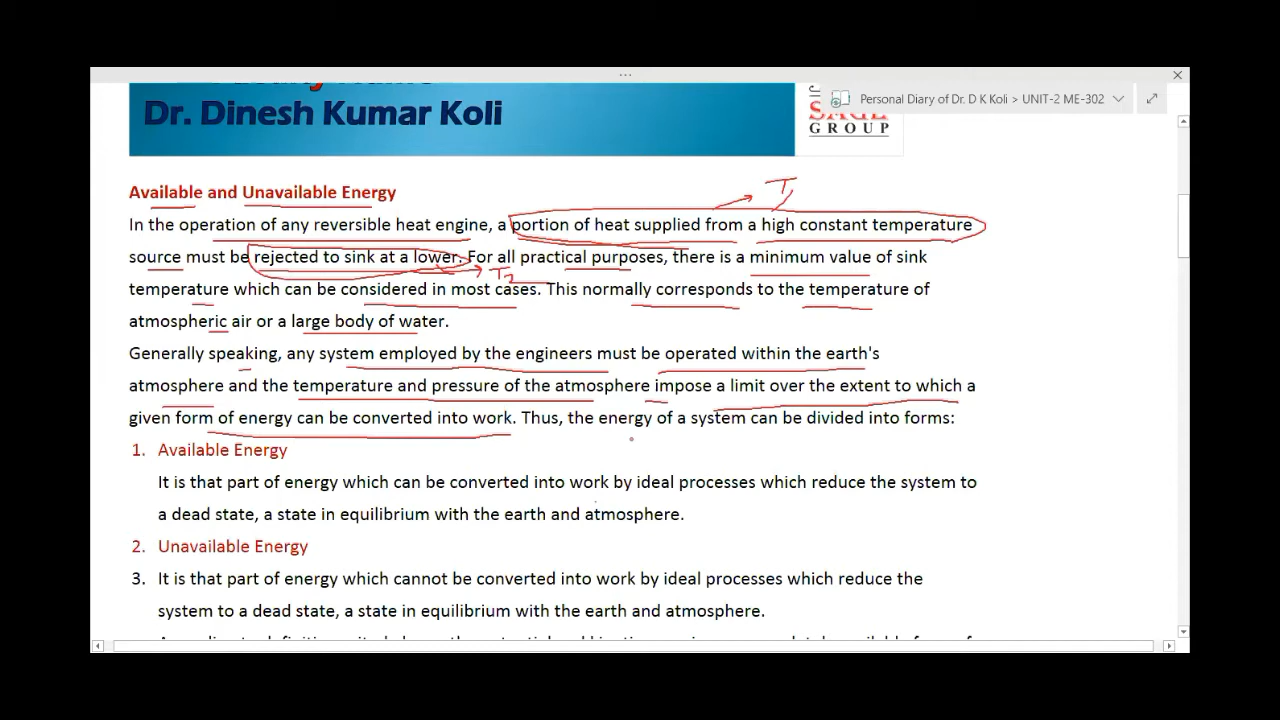 Dr. Dinesh Kumar Koli
Personal Diary of Dr. D K Koli > UNIT-2 ME-302
SAGE
GROUP
Available and Unavailable Energy
T₁
In the operation of any reversible heat engine, a portion of heat supplied from a high constant temperature
source must be rejected to sink at a lower. For all practical purposes, there is a minimum value of sink
T₂
temperature which can be considered in most cases. This normally corresponds to the temperature of
atmospheric air or a large body of water.
Generally speaking, any system employed by the engineers must be operated within the earth's
atmosphere and the temperature and pressure of the atmosphere impose a limit over the extent to which a
given form of energy can be converted into work. Thus, the energy of a system can be divided into forms:
1. Available Energy
It is that part of energy which can be converted into work by ideal processes which reduce the system to
a dead state, a state in equilibrium with the earth and atmosphere.
2. Unavailable Energy
3. It is that part of energy which cannot be converted into work by ideal processes which reduce the
system to a dead state, a state in equilibrium with the earth and atmosphere.